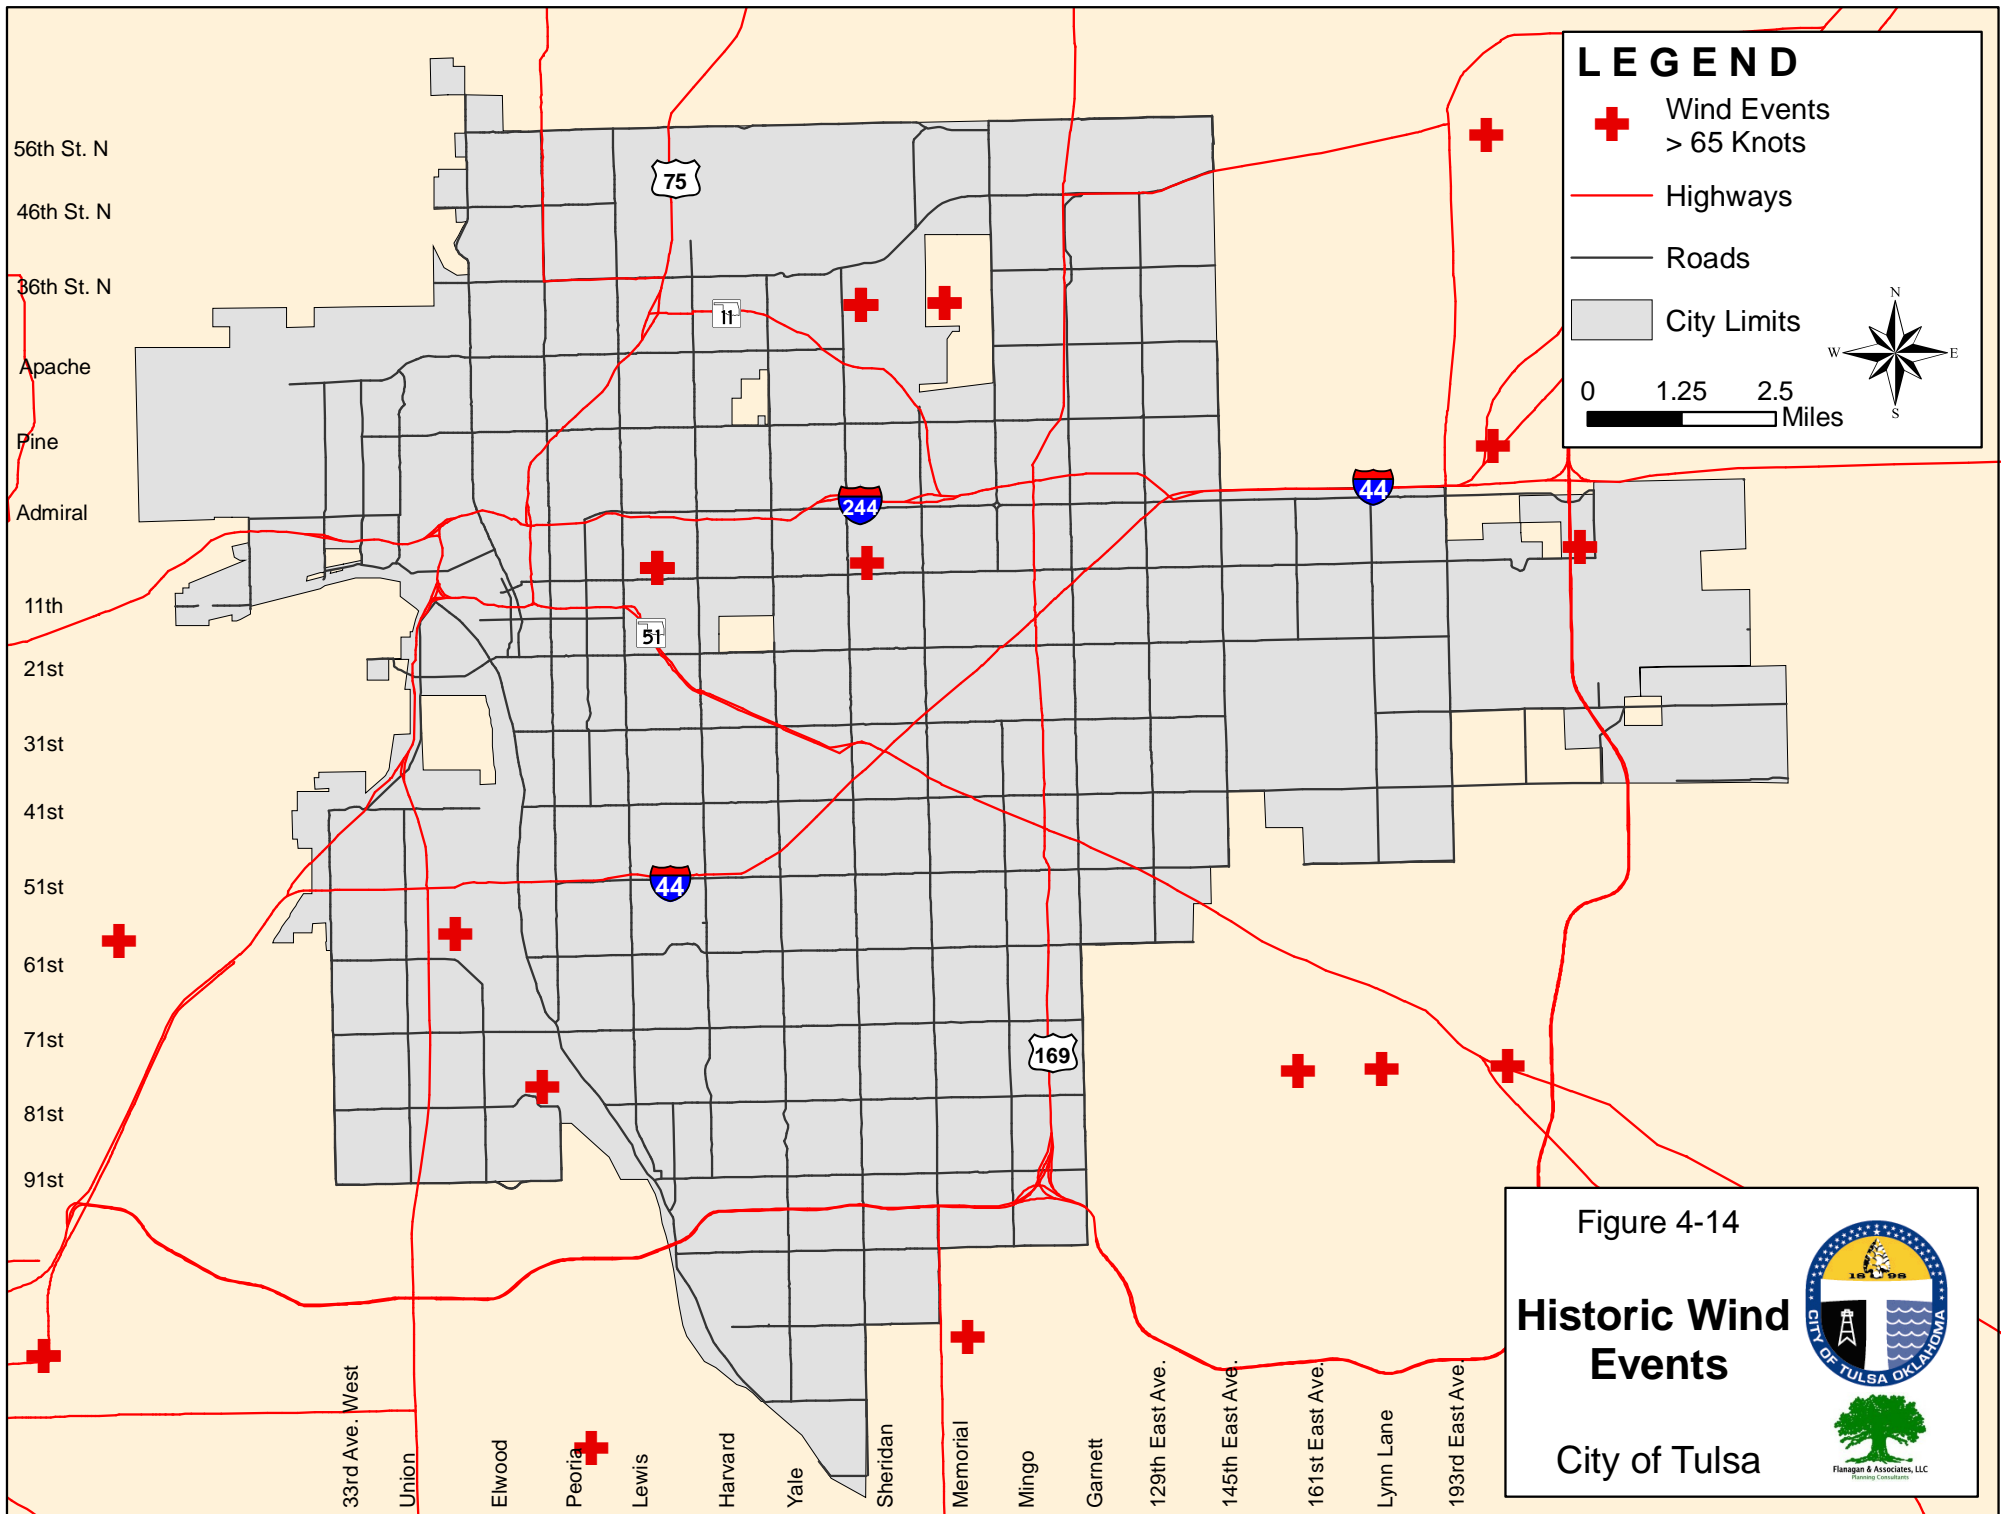 LEGEND
Wind Events
> 65 Knots
Highways
Roads
City Limits
N
W
E
S
0 1.25 2.5
Miles
56th St. N
46th St. N
36th St. N
Apache
Pine
Admiral
11th
21st
31st
41st
51st
61st
71st
81st
91st
75
11
244
44
51
44
169
33rd Ave. West
Union
Elwood
Peoria
Lewis
Harvard
Yale
Sheridan
Memorial
Mingo
Garnett
129th East Ave.
145th East Ave.
161st East Ave.
Lynn Lane
193rd East Ave.
Figure 4-14
Historic Wind
Events
City of Tulsa
18 98
CITY OF TULSA OKLAHOMA
Flanagan & Associates, LLC
Planning Consultants